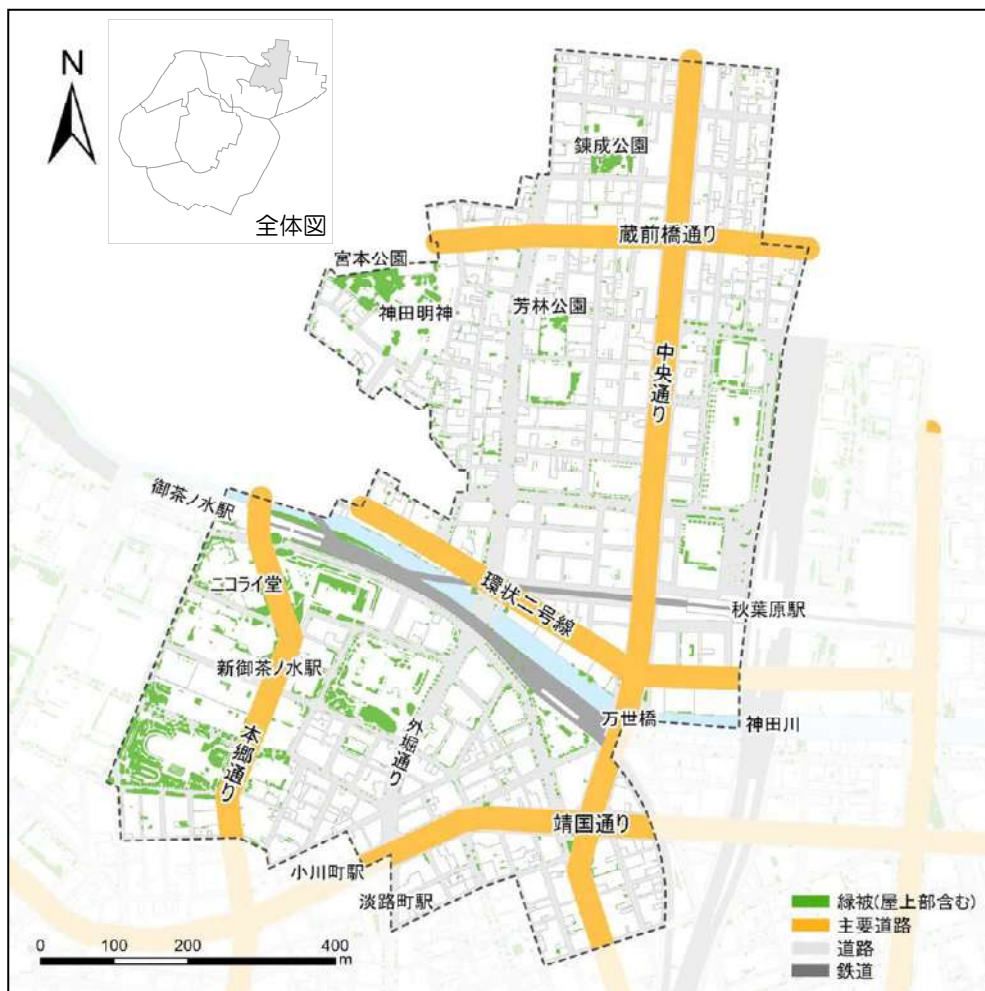 N
全体図
錬成公園
蔵前橋通り
宮本公園
神田明神
芳林公園
中央通り
御茶ノ水駅
ニコライ堂
環状二号線
秋葉原駅
新御茶ノ水駅
万世橋
神田川
本郷通り
外堀通り
靖国通り
小川町駅
淡路町駅
0 100 200 400
m
緑被(屋上部含む)
主要道路
道路
鉄道